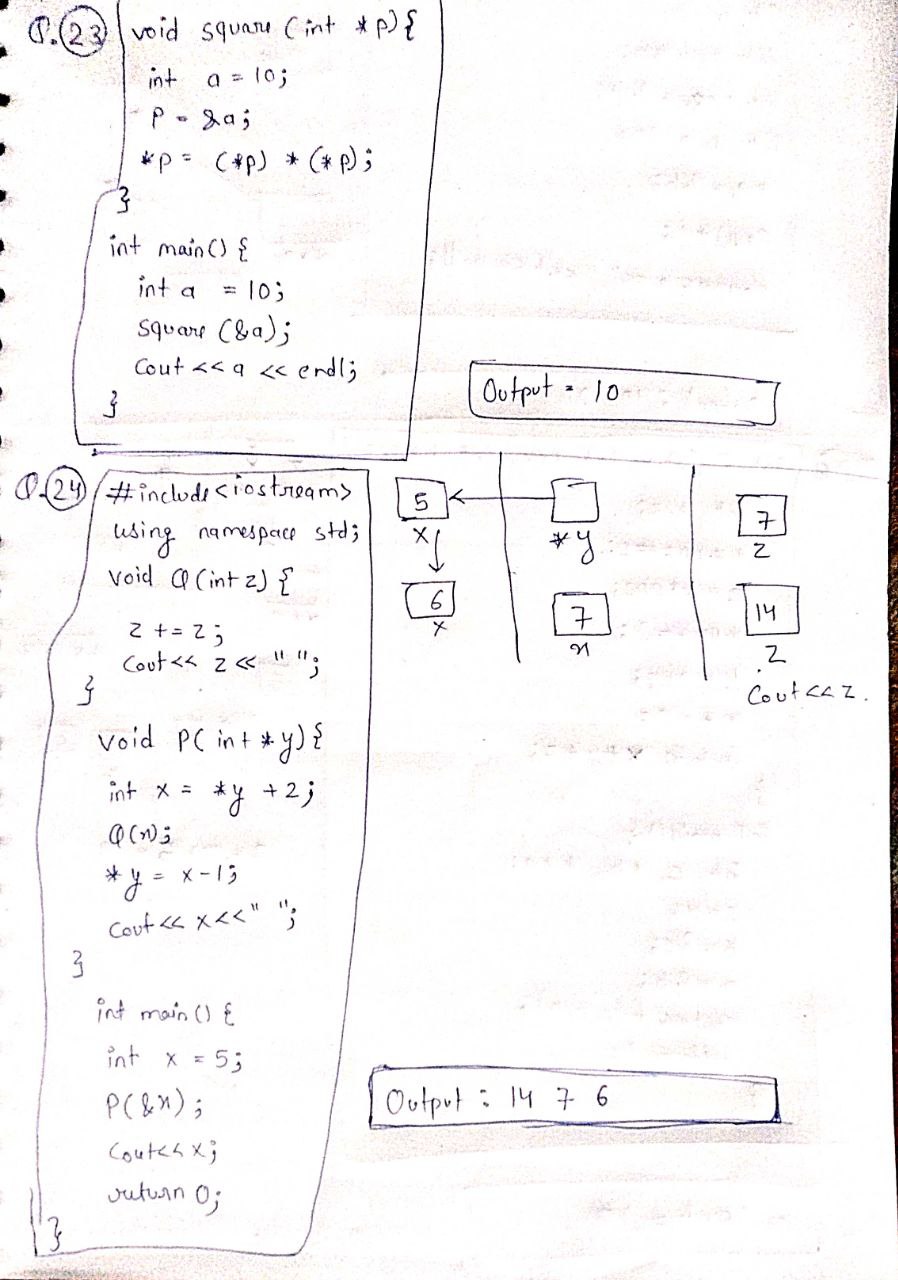 Q.23 void square (int *p) {
int a = 10;
p = &a;
*p = (*p) * (*p);
}
int main() {
int a = 10;
square (&a);
Cout << a << endl;
}
Output = 10
Q.24 #include <iostream>
using namespace std;
void Q (int z) {
z += z;
Cout << z << " ";
}
void P( int * y) {
int x = *y + 2;
Q(x);
*y = x-1;
Cout << x << " ";
}
int main () {
int x = 5;
P(&x);
Cout<< x;
return 0;
}
5
x
6
x
*y
7
x
7
z
14
z
Cout << z.
Output : 14 7 6